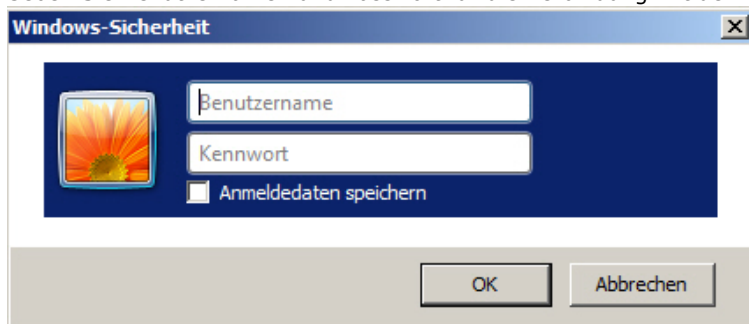 Windows-Sicherheit
Benutzername
Kennwort
Anmeldedaten speichern
OK
Abbrechen